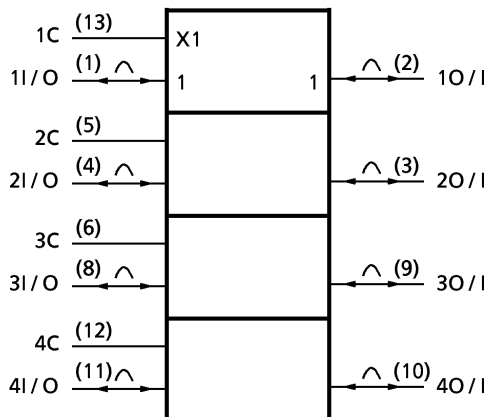 1C (13) X1
1I/O (1) 1 1 (2) 1O/I
2C (5)
2I/O (4) (3) 2O/I
3C (6)
3I/O (8) (9) 3O/I
4C (12)
4I/O (11) (10) 4O/I